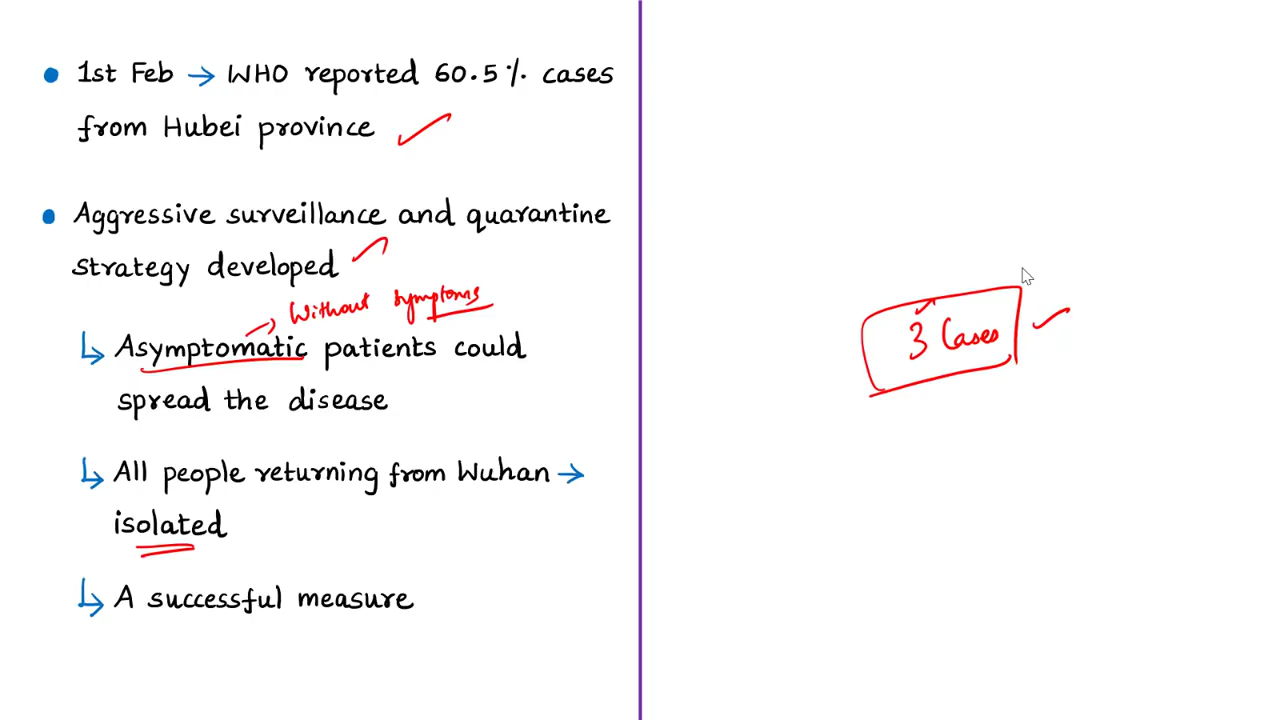 1st Feb → WHO reported 60.5% cases
from Hubei province
Aggressive surveillance and quarantine
strategy developed
Without symptoms
Asymptomatic patients could
spread the disease
All people returning from Wuhan →
isolated
A successful measure
3 Cases